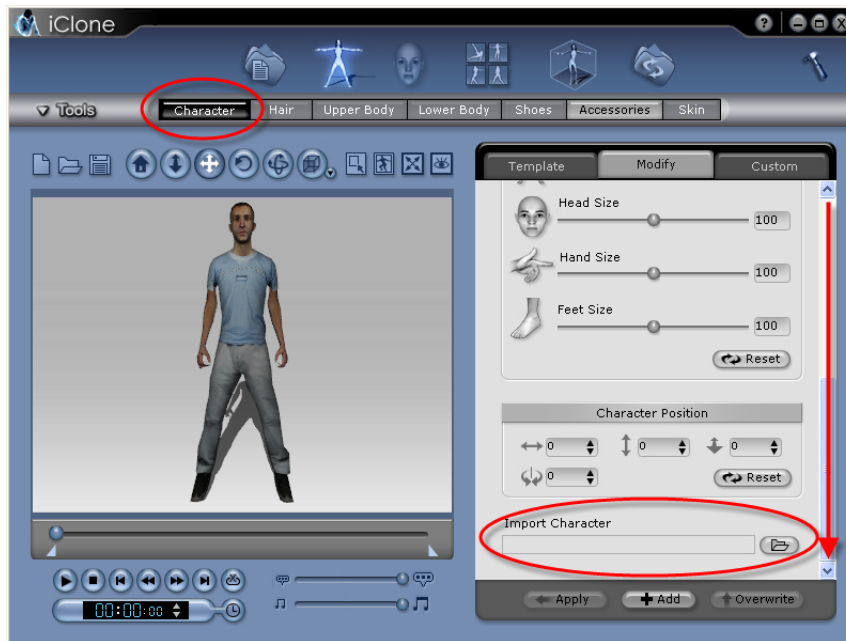 iClone
Tools
Character Hair Upper Body Lower Body Shoes Accessories Skin
Template Modify Custom
Head Size
100
Hand Size
100
Feet Size
100
Reset
Character Position
0 0 0
0 Reset
Import Character
00:00:00
Apply Add Overwrite